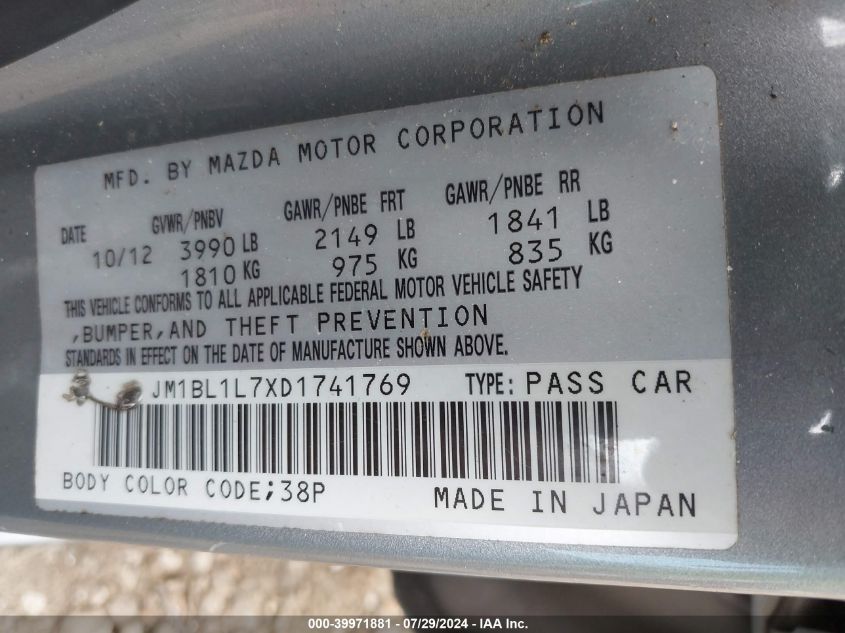 MFD. BY MAZDA MOTOR CORPORATION
DATE GVWR/PNBV GAWR/PNBE FRT GAWR/PNBE RR
10/12 3990 LB 2149 LB 1841 LB
1810 KG 975 KG 835 KG
THIS VEHICLE CONFORMS TO ALL APPLICABLE FEDERAL MOTOR VEHICLE SAFETY
,BUMPER,AND THEFT PREVENTION
STANDARDS IN EFFECT ON THE DATE OF MANUFACTURE SHOWN ABOVE.
JM1BL1L7XD1741769 TYPE: PASS CAR
BODY COLOR CODE;38P MADE IN JAPAN
000-39971881 / 07/29/2024 - IAA Inc.